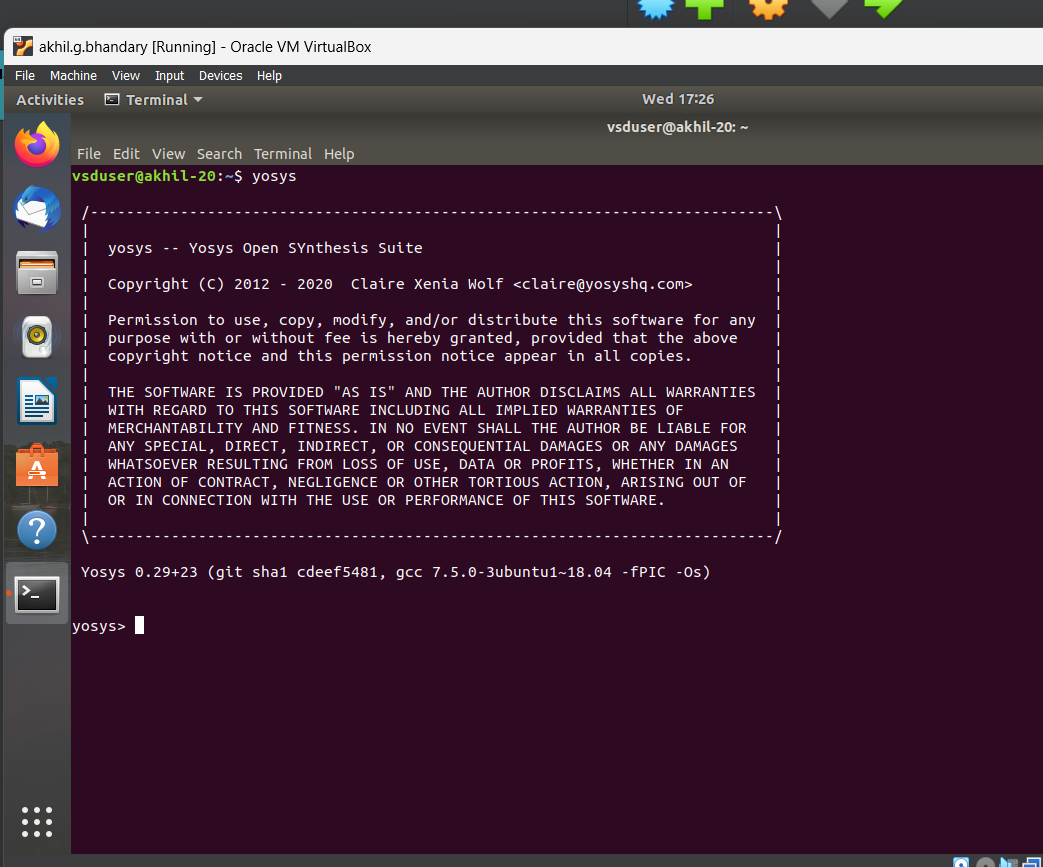 akhil.g.bhandary [Running] - Oracle VM VirtualBox
File Machine View Input Devices Help
Activities Terminal Wed 17:26
vsduser@akhil-20: ~
File Edit View Search Terminal Help
vsduser@akhil-20:~$ yosys
/----------------------------------------------------------------------------\
| |
| yosys -- Yosys Open SYnthesis Suite |
| |
| Copyright (C) 2012 - 2020 Claire Xenia Wolf <claire@yosyshq.com> |
| |
| Permission to use, copy, modify, and/or distribute this software for any |
| purpose with or without fee is hereby granted, provided that the above |
| copyright notice and this permission notice appear in all copies. |
| |
| THE SOFTWARE IS PROVIDED "AS IS" AND THE AUTHOR DISCLAIMS ALL WARRANTIES |
| WITH REGARD TO THIS SOFTWARE INCLUDING ALL IMPLIED WARRANTIES OF |
| MERCHANTABILITY AND FITNESS. IN NO EVENT SHALL THE AUTHOR BE LIABLE FOR |
| ANY SPECIAL, DIRECT, INDIRECT, OR CONSEQUENTIAL DAMAGES OR ANY DAMAGES |
| WHATSOEVER RESULTING FROM LOSS OF USE, DATA OR PROFITS, WHETHER IN AN |
| ACTION OF CONTRACT, NEGLIGENCE OR OTHER TORTIOUS ACTION, ARISING OUT OF |
| OR IN CONNECTION WITH THE USE OR PERFORMANCE OF THIS SOFTWARE. |
| |
\----------------------------------------------------------------------------/
Yosys 0.29+23 (git sha1 cdeef5481, gcc 7.5.0-3ubuntu1~18.04 -fPIC -Os)
yosys>